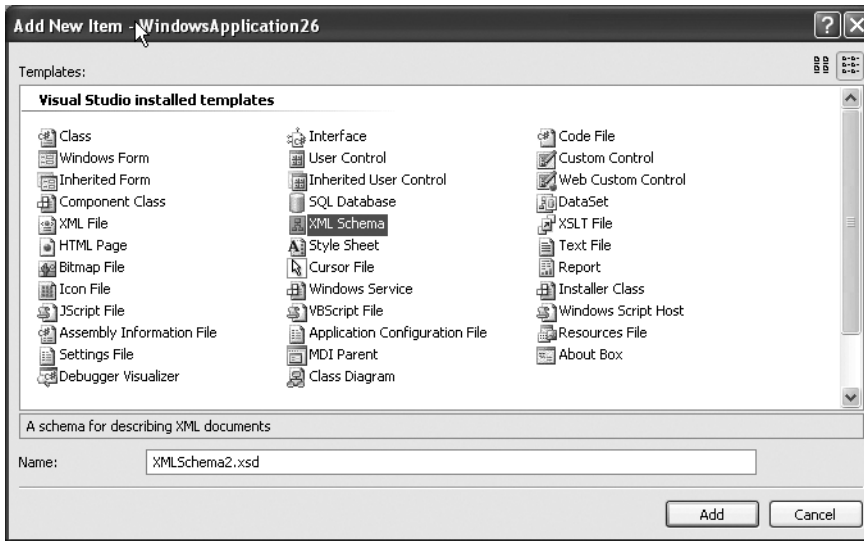 Add New Item - WindowsApplication26
Templates:
Visual Studio installed templates
Class Interface Code File
Windows Form User Control Custom Control
Inherited Form Inherited User Control Web Custom Control
Component Class SQL Database DataSet
XML File XML Schema XSLT File
HTML Page Style Sheet Text File
Bitmap File Cursor File Report
Icon File Windows Service Installer Class
JScript File VBScript File Windows Script Host
Assembly Information File Application Configuration File Resources File
Settings File MDI Parent About Box
Debugger Visualizer Class Diagram
A schema for describing XML documents
Name: XMLSchema2.xsd
Add Cancel